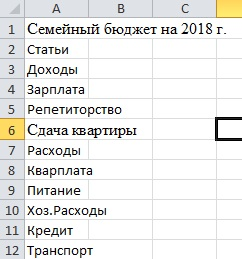 A B C
1 Семейный бюджет на 2018 г.
2 Статьи
3 Доходы
4 Зарплата
5 Репетиторство
6 Сдача квартиры
7 Расходы
8 Кварплата
9 Питание
10 Хоз.Расходы
11 Кредит
12 Транспорт